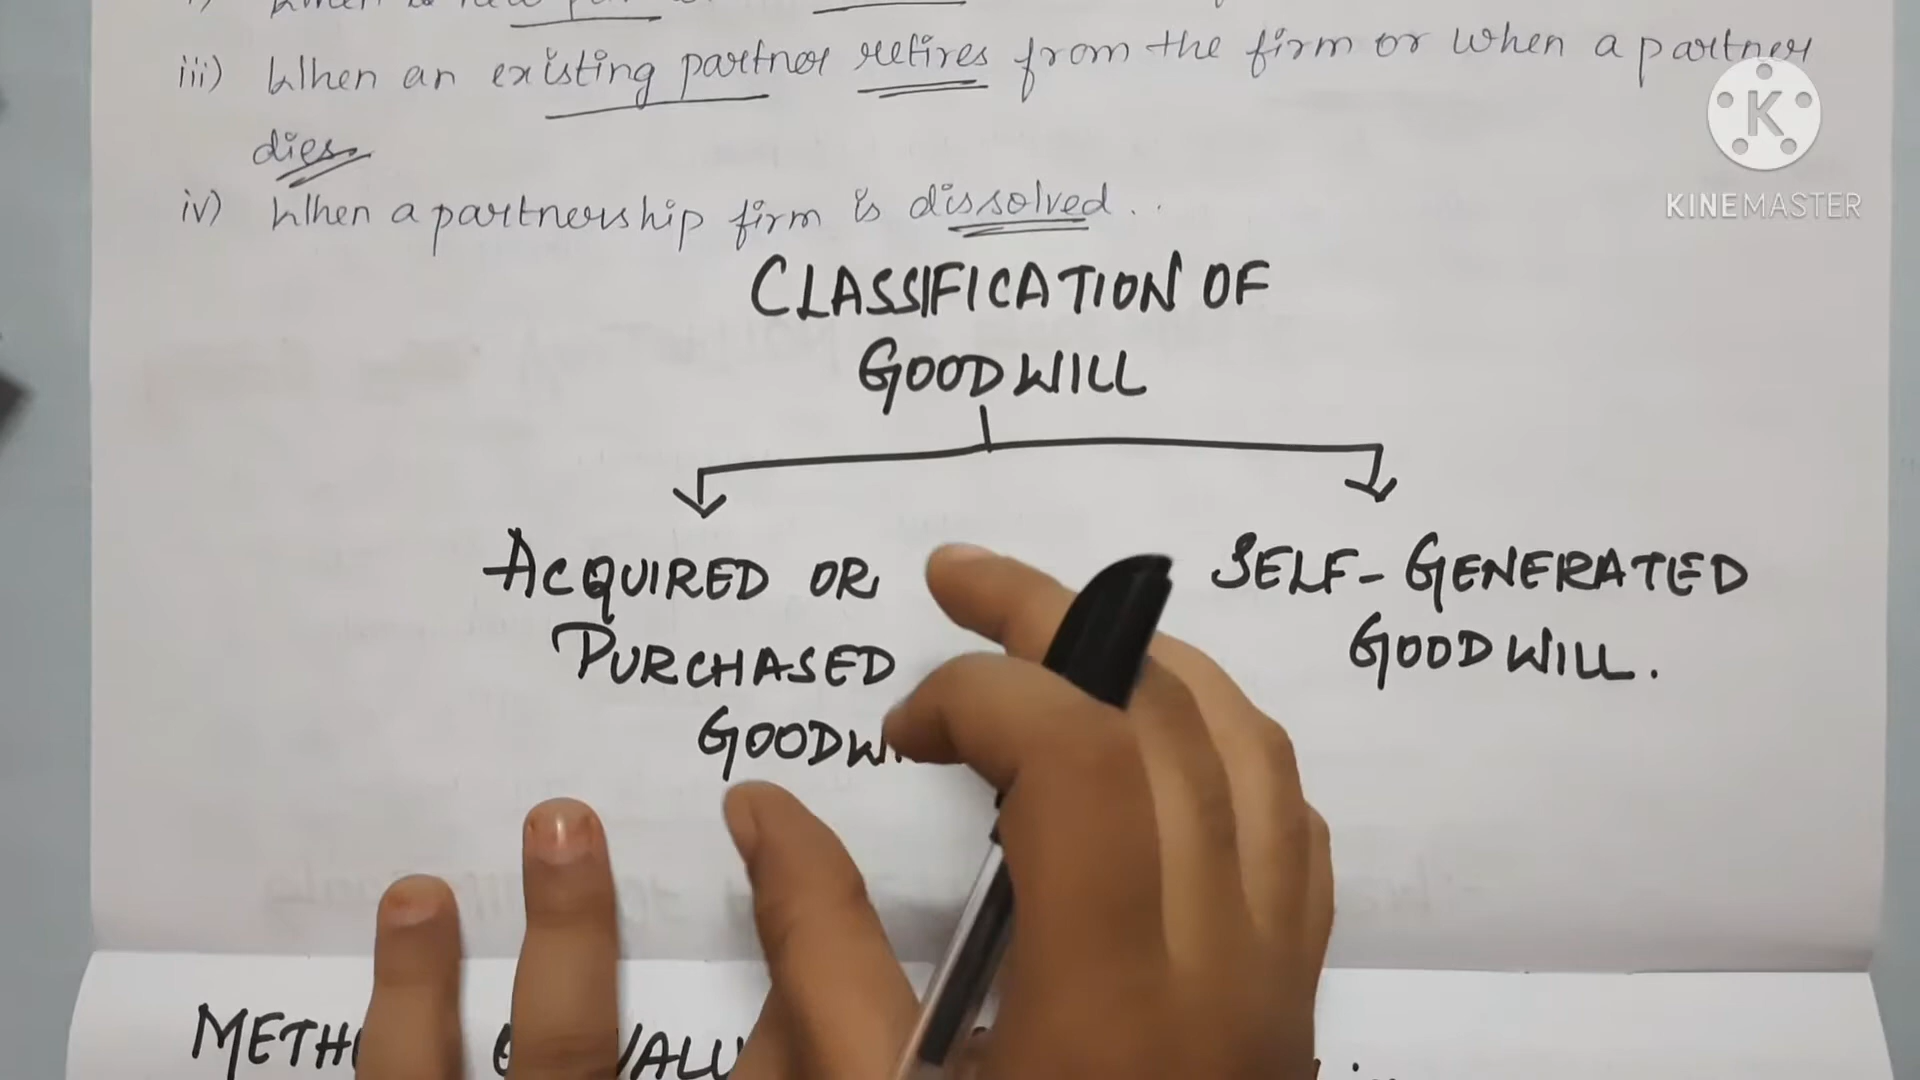 iii) When an existing partner retires from the firm or when a partner
dies
iv) When a partnership firm is dissolved..
K
KINEMASTER
CLASSIFICATION OF
GOODWILL
ACQUIRED OR
PURCHASED
SELF-GENERATED
GOODWILL.